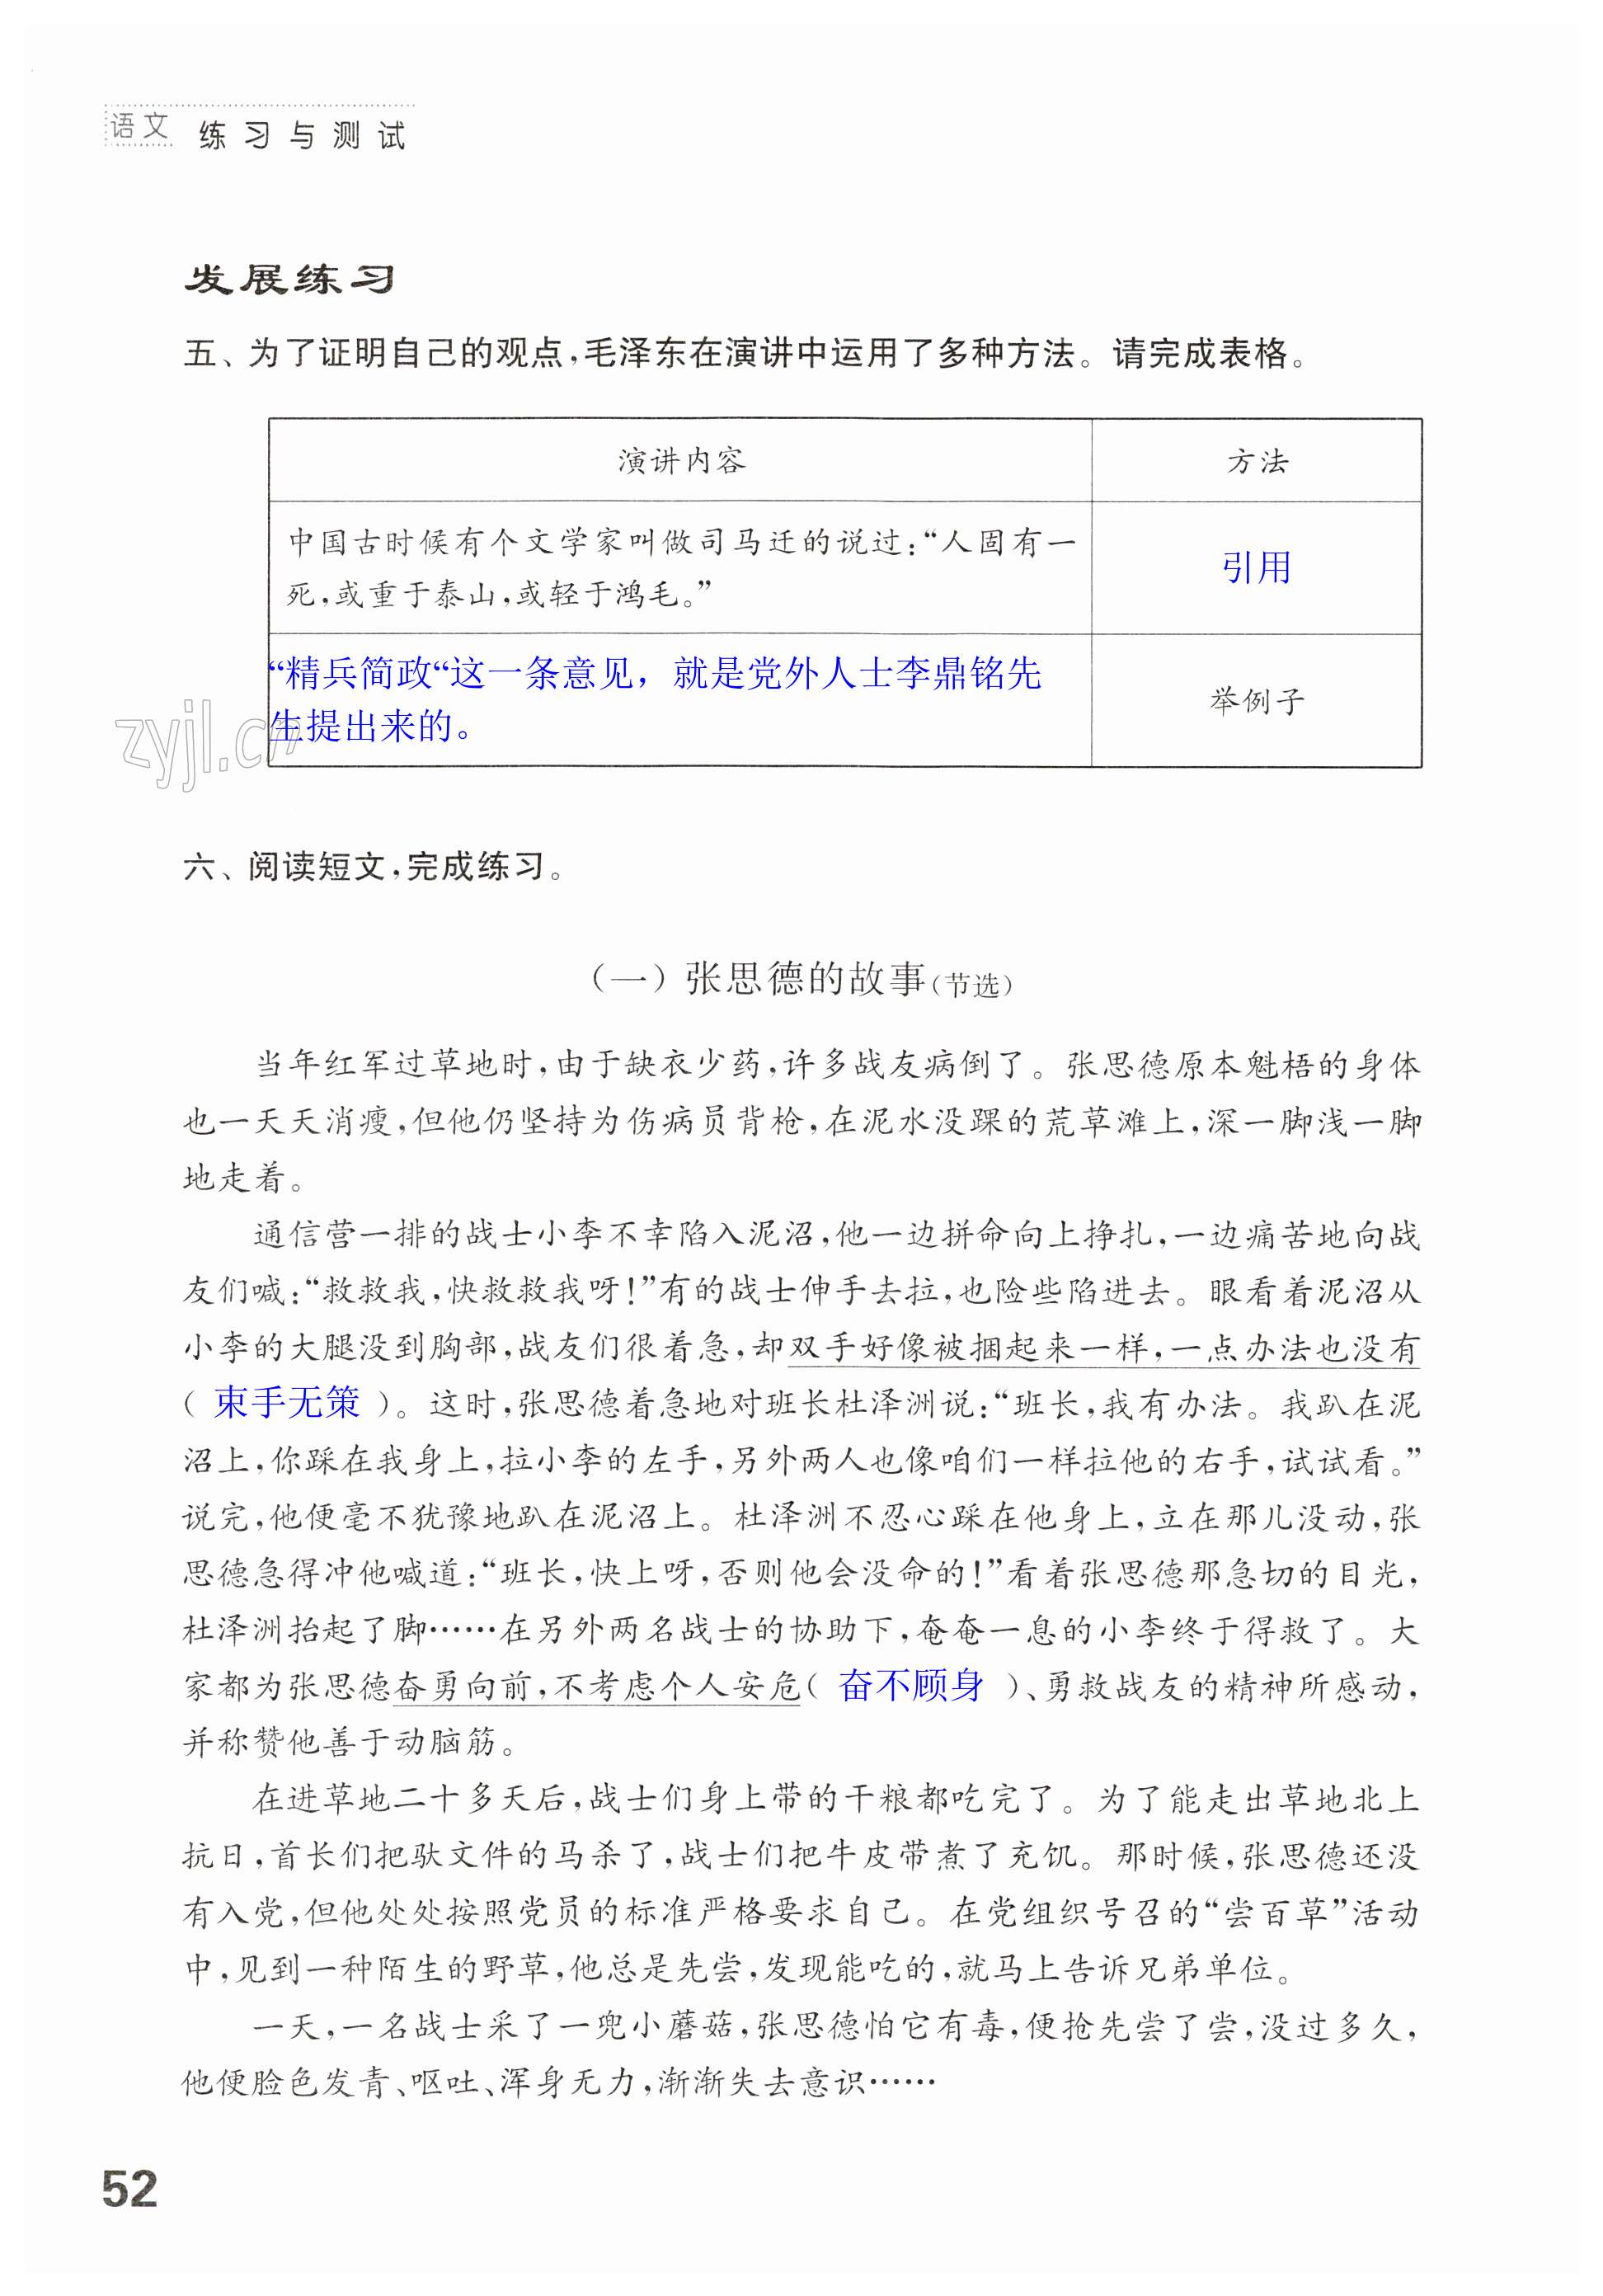 语文 练习与测试
发展练习
五、为了证明自己的观点,毛泽东在演讲中运用了多种方法。请完成表格。
演讲内容 方法
中国古时候有个文学家叫做司马迁的说过:“人固有一
死,或重于泰山,或轻于鸿毛。”
引用
“精兵简政“这一条意见，就是党外人士李鼎铭先
生提出来的。
举例子
zyjl.cn
六、阅读短文,完成练习。
（一）张思德的故事(节选)
当年红军过草地时,由于缺衣少药,许多战友病倒了。张思德原本魁梧的身体
也一天天消瘦,但他仍坚持为伤病员背枪,在泥水没踝的荒草滩上,深一脚浅一脚
地走着。
通信营一排的战士小李不幸陷入泥沼,他一边拼命向上挣扎,一边痛苦地向战
友们喊:“救救我,快救救我呀!”有的战士伸手去拉,也险些陷进去。眼看着泥沼从
小李的大腿没到胸部,战友们很着急,却双手好像被捆起来一样,一点办法也没有
( 束手无策 )。这时,张思德着急地对班长杜泽洲说:“班长,我有办法。我趴在泥
沼上,你踩在我身上,拉小李的左手,另外两人也像咱们一样拉他的右手,试试看。”
说完,他便毫不犹豫地趴在泥沼上。杜泽洲不忍心踩在他身上,立在那儿没动,张
思德急得冲他喊道:“班长,快上呀,否则他会没命的!”看着张思德那急切的目光,
杜泽洲抬起了脚……在另外两名战士的协助下,奄奄一息的小李终于得救了。大
家都为张思德奋勇向前,不考虑个人安危( 奋不顾身 )、勇救战友的精神所感动,
并称赞他善于动脑筋。
在进草地二十多天后,战士们身上带的干粮都吃完了。为了能走出草地北上
抗日,首长们把驮文件的马杀了,战士们把牛皮带煮了充饥。那时候,张思德还没
有入党,但他处处按照党员的标准严格要求自己。在党组织号召的“尝百草”活动
中,见到一种陌生的野草,他总是先尝,发现能吃的,就马上告诉兄弟单位。
一天,一名战士采了一兜小蘑菇,张思德怕它有毒,便抢先尝了尝,没过多久,
他便脸色发青、呕吐、浑身无力,渐渐失去意识……
52